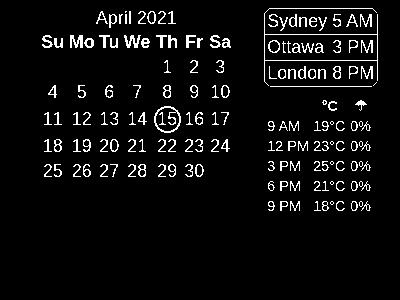 April 2021
Su Mo Tu We Th Fr Sa
1 2 3
4 5 6 7 8 9 10
11 12 13 14 15 16 17
18 19 20 21 22 23 24
25 26 27 28 29 30
Sydney 5 AM
Ottawa 3 PM
London 8 PM
°C ☂
9 AM 19°C 0%
12 PM 23°C 0%
3 PM 25°C 0%
6 PM 21°C 0%
9 PM 18°C 0%